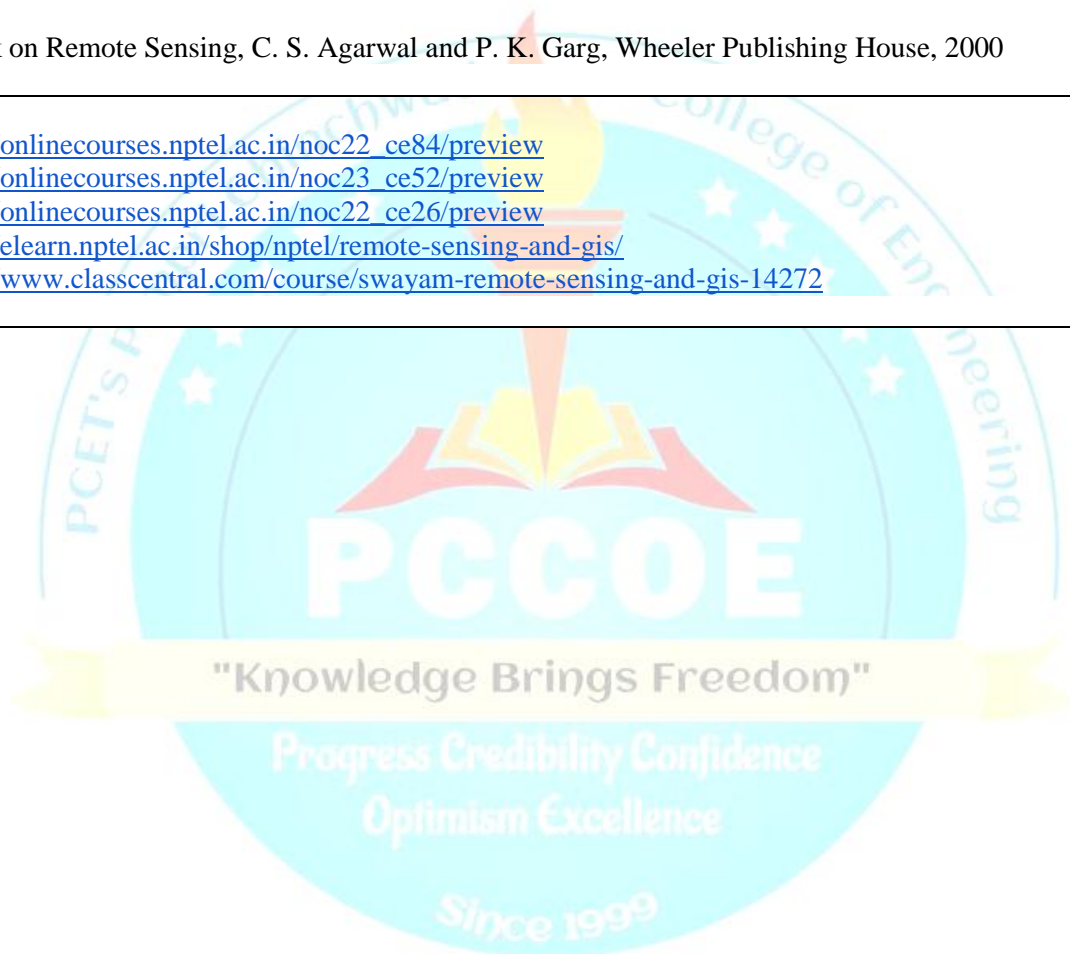 on Remote Sensing, C. S. Agarwal and P. K. Garg, Wheeler Publishing House, 2000
onlinecourses.nptel.ac.in/noc22_ce84/preview
onlinecourses.nptel.ac.in/noc23_ce52/preview
onlinecourses.nptel.ac.in/noc22_ce26/preview
elearn.nptel.ac.in/shop/nptel/remote-sensing-and-gis/
www.classcentral.com/course/swayam-remote-sensing-and-gis-14272
PCET's College of Engineering
PCCOE
"Knowledge Brings Freedom"
Progress Credibility Confidence
Optimism Excellence
Since 1999